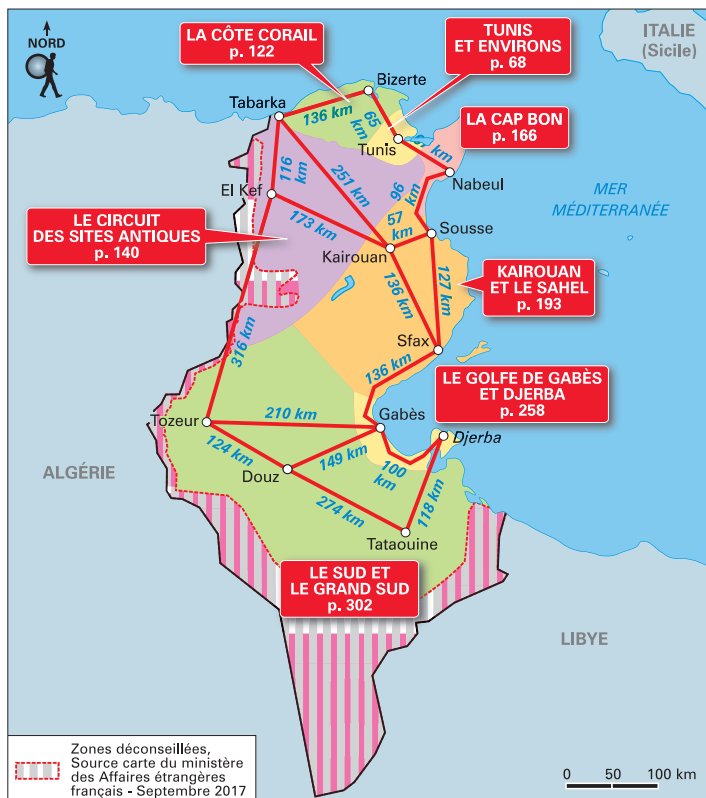 NORD
LA CÔTE CORAIL
p. 122
TUNIS
ET ENVIRONS
p. 68
ITALIE
(Sicile)
Bizerte
Tabarka
136 km
65
km
Tunis
LA CAP BON
p. 166
km
Nabeul
116
km
251 km
96
km
El Kef
MER
MÉDITERRANÉE
173 km
57
km
Sousse
LE CIRCUIT
DES SITES ANTIQUES
p. 140
Kairouan
136 km
127 km
KAIROUAN
ET LE SAHEL
p. 193
316 km
Sfax
136 km
LE GOLFE DE GABÈS
ET DJERBA
p. 258
210 km
Gabès
Djerba
Tozeur
124 km
149 km
100
km
ALGÉRIE
Douz
274 km
118 km
Tataouine
LE SUD ET
LE GRAND SUD
p. 302
LIBYE
Zones déconseillées,
Source carte du ministère
des Affaires étrangères
français - Septembre 2017
0 50 100 km